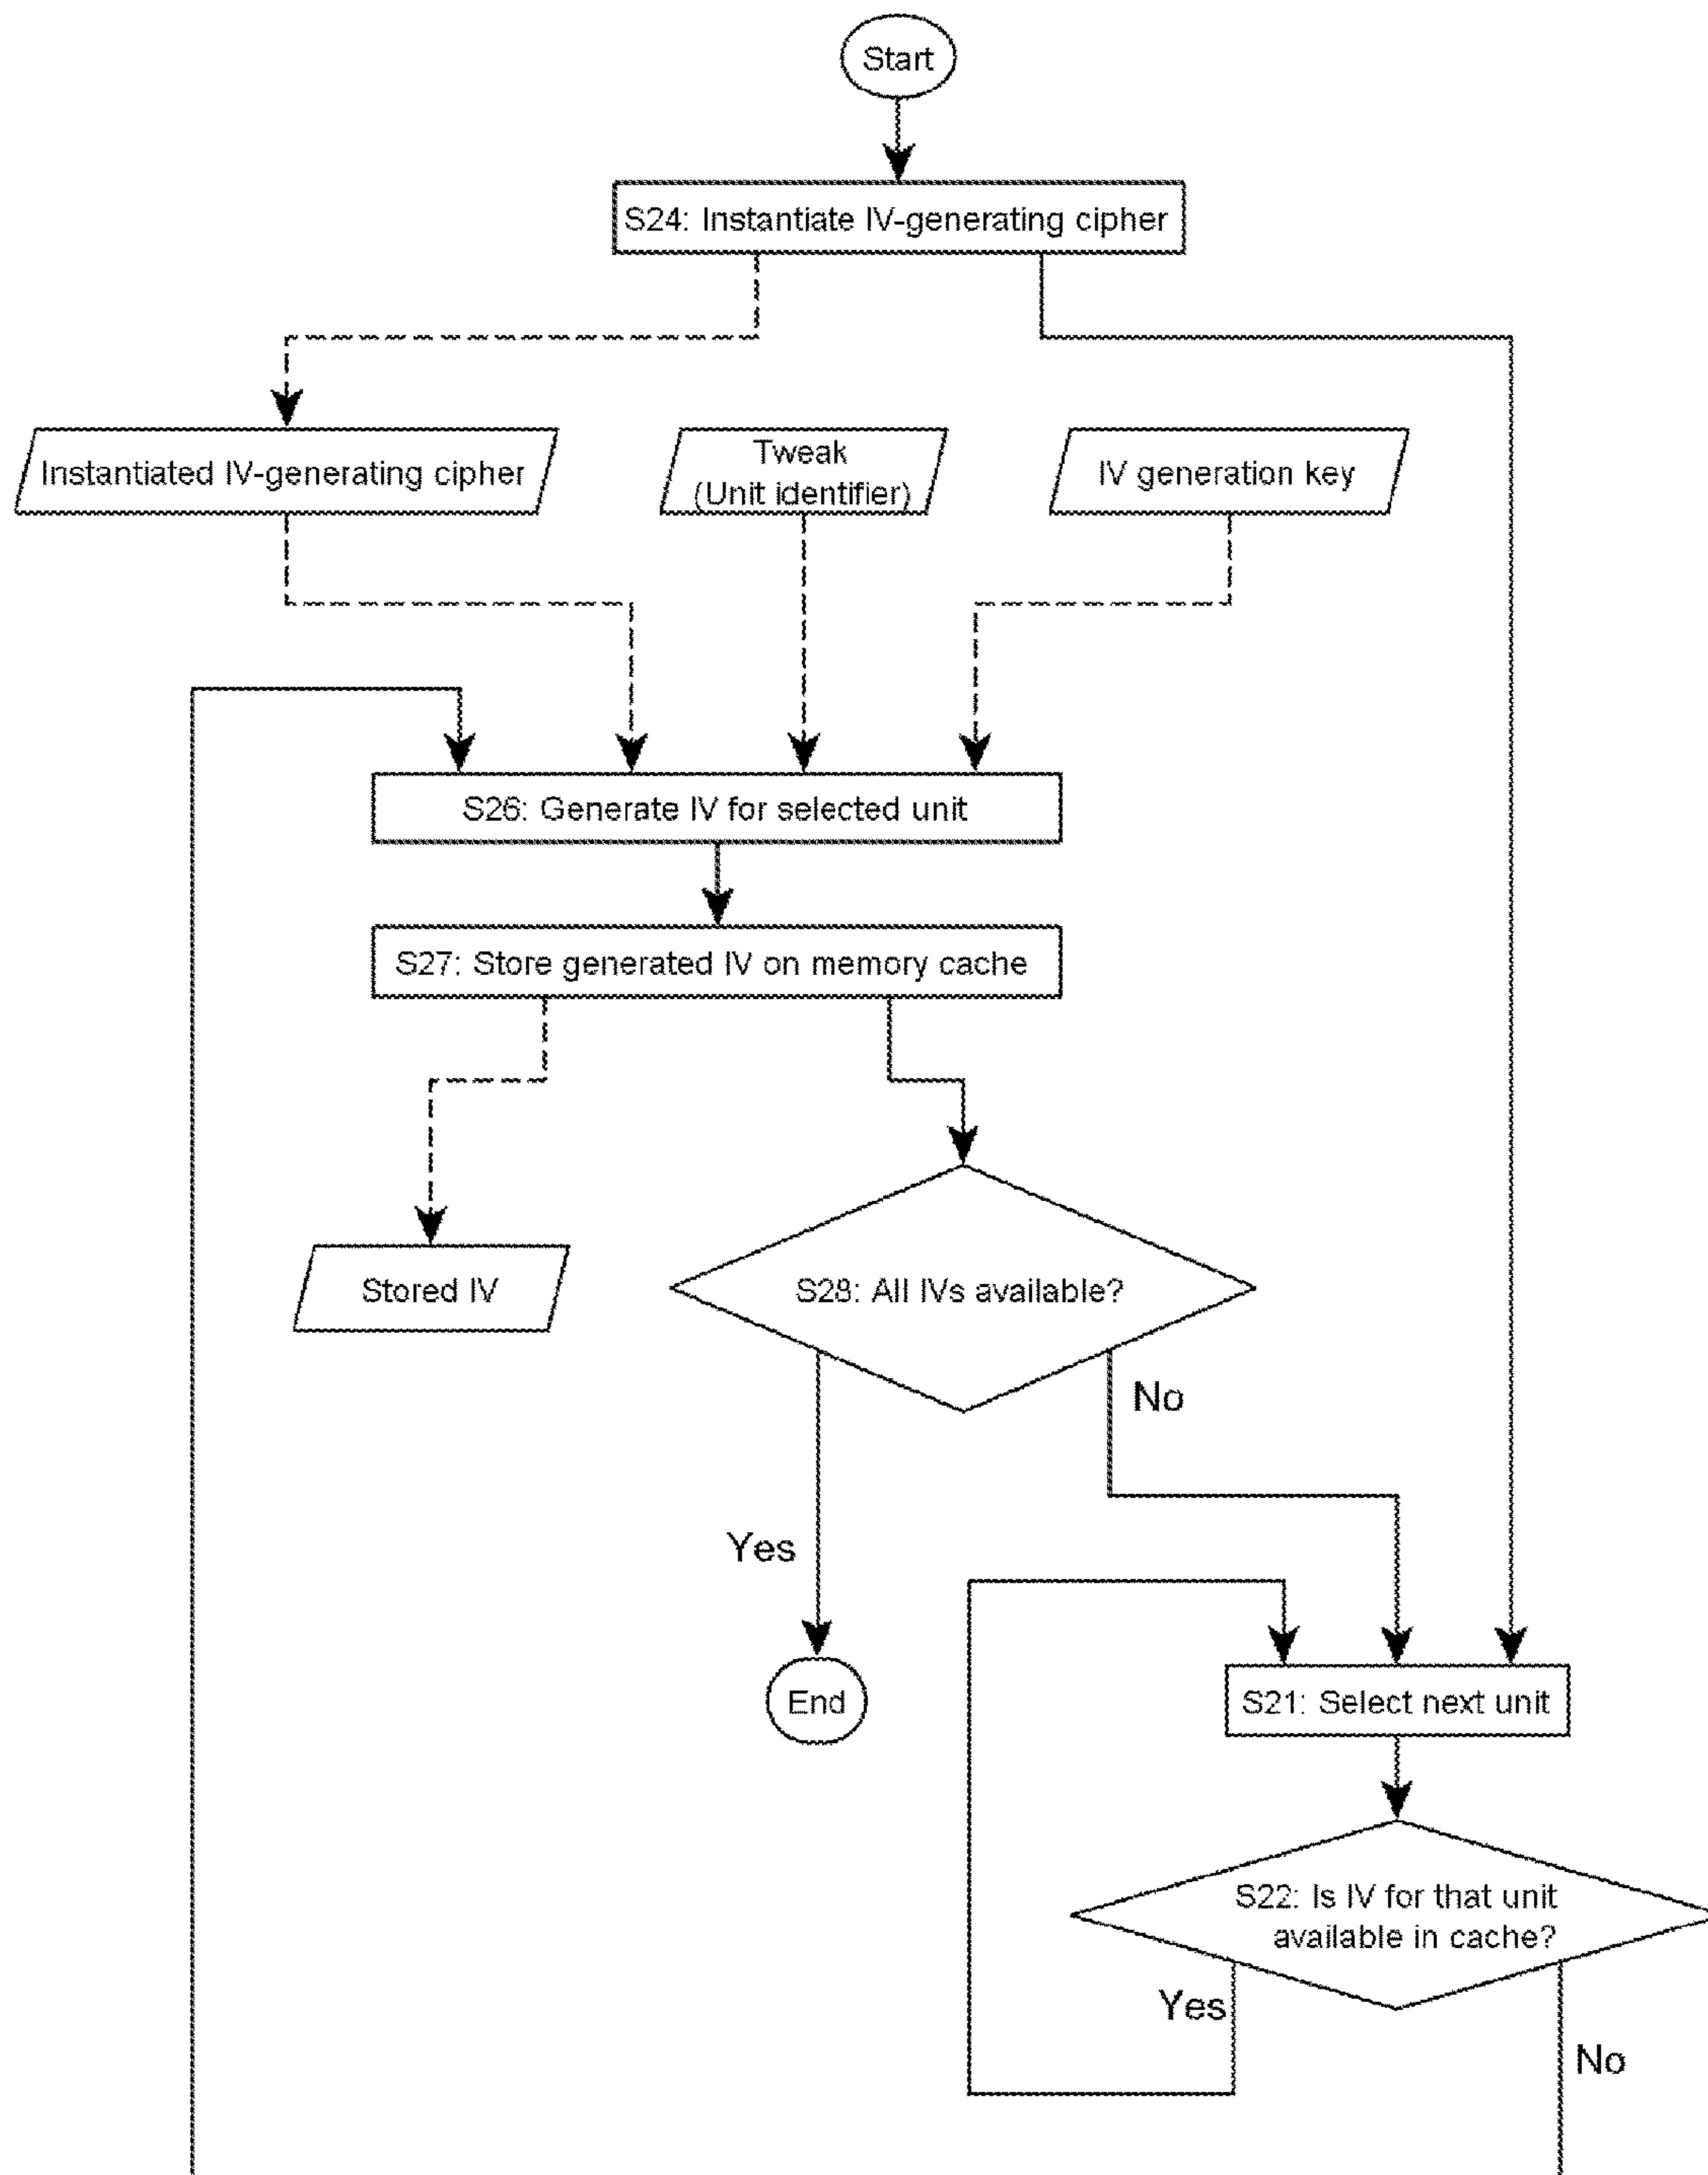 Start
S24: Instantiate IV-generating cipher
Instantiated IV-generating cipher
Tweak
(Unit identifier)
IV generation key
S26: Generate IV for selected unit
S27: Store generated IV on memory cache
Stored IV
S28: All IVs available?
No
Yes
End
S21: Select next unit
S22: Is IV for that unit
available in cache?
Yes
No